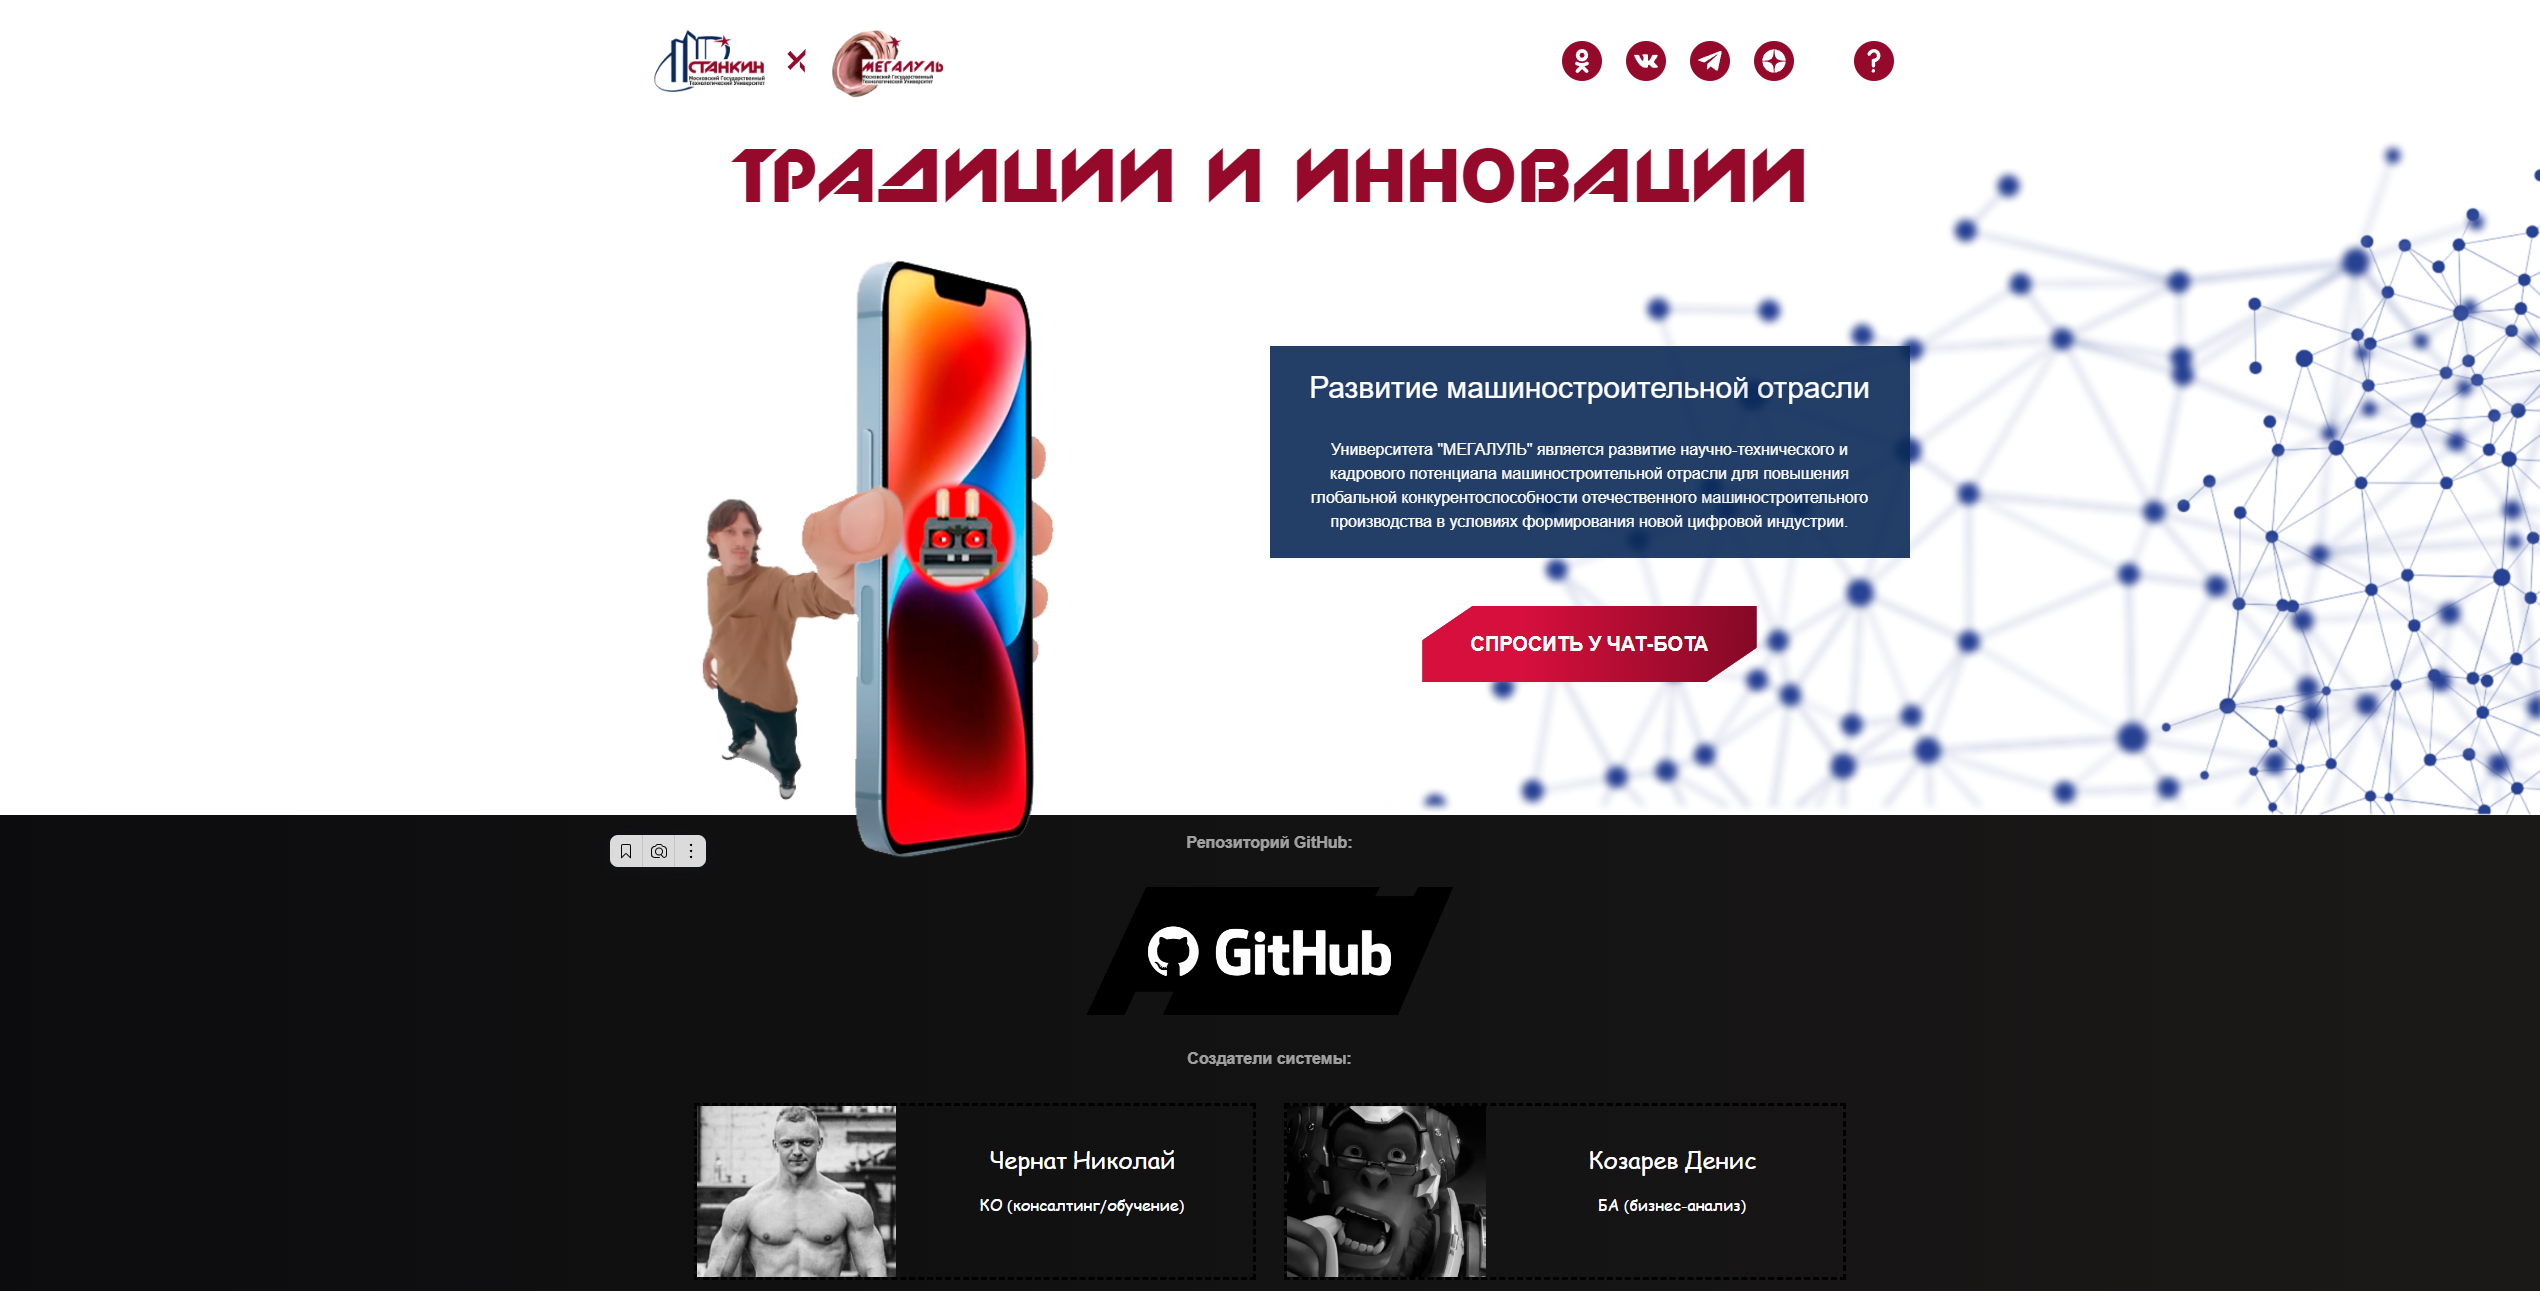 СТАНКИН
Московский Государственный
Технологический Университет
X
МЕГАЛУЛЬ
Московский Государственный
Технологический Университет
?
ТРАДИЦИИ И ИННОВАЦИИ
Развитие машиностроительной отрасли
Университета "МЕГАЛУЛЬ" является развитие научно-технического и
кадрового потенциала машиностроительной отрасли для повышения
глобальной конкурентоспособности отечественного машиностроительного
производства в условиях формирования новой цифровой индустрии.
СПРОСИТЬ У ЧАТ-БОТА
Репозиторий GitHub:
GitHub
Создатели системы:
Чернат Николай
КО (консалтинг/обучение)
Козарев Денис
БА (бизнес-анализ)